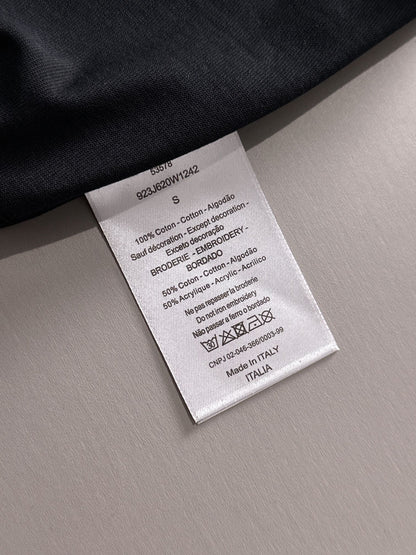 53578
923J620W1242
S
100% Coton - Cotton - Algodão
Sauf décoration - Except decoration -
Exceto decoração
BRODERIE - EMBROIDERY -
BORDADO
50% Coton - Cotton - Algodão
50% Acrylique - Acrylic - Acrílico
Ne pas repasser la broderie
Do not iron embroidery
Não passar a ferro o bordado
CNPJ 02-046-366/0003-99
Made In ITALY
ITALIA